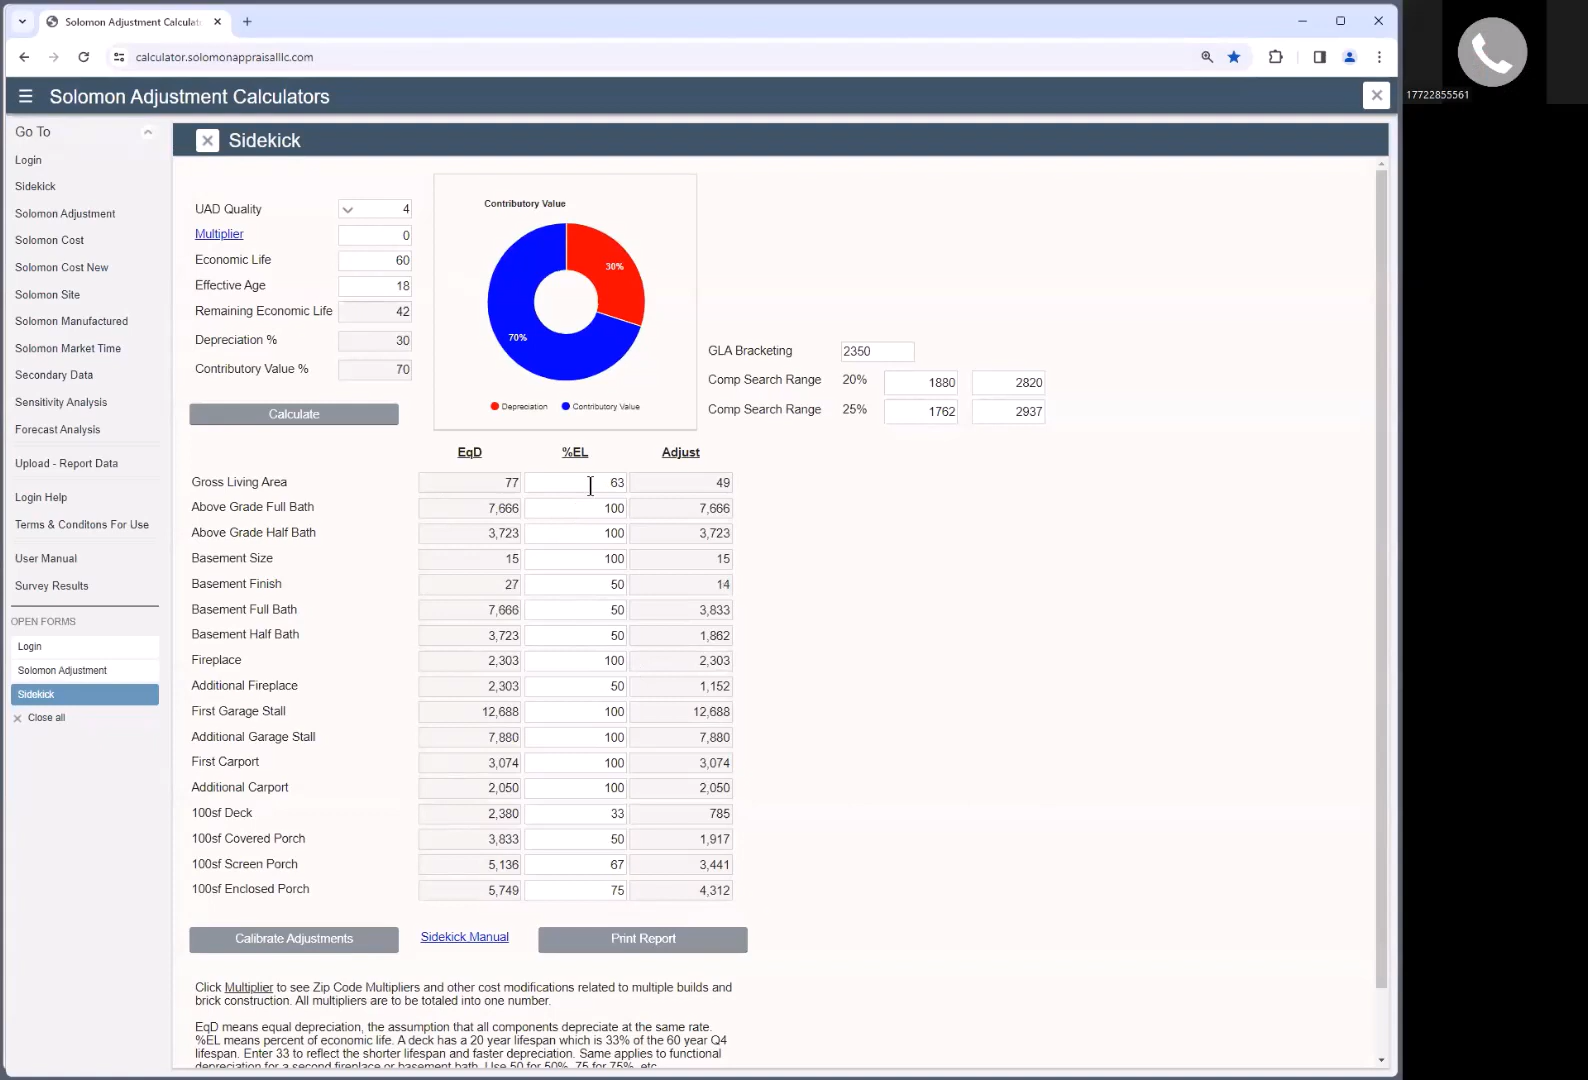 Solomon Adjustment Calculat
calculator.solomonappraisalllc.com
17722855561
Solomon Adjustment Calculators
Go To
Login
Sidekick
Solomon Adjustment
Solomon Cost
Solomon Cost New
Solomon Site
Solomon Manufactured
Solomon Market Time
Secondary Data
Sensitivity Analysis
Forecast Analysis
Upload - Report Data
Login Help
Terms & Conditons For Use
User Manual
Survey Results
OPEN FORMS
Login
Solomon Adjustment
Sidekick
Close all
Sidekick
UAD Quality 4
Multiplier 0
Economic Life 60
Effective Age 18
Remaining Economic Life 42
Depreciation % 30
Contributory Value % 70
Calculate
Contributory Value
30%
70%
Depreciation Contributory Value
GLA Bracketing 2350
Comp Search Range 20% 1880 2820
Comp Search Range 25% 1762 2937
EqD %EL Adjust
Gross Living Area 77 63 49
Above Grade Full Bath 7,666 100 7,666
Above Grade Half Bath 3,723 100 3,723
Basement Size 15 100 15
Basement Finish 27 50 14
Basement Full Bath 7,666 50 3,833
Basement Half Bath 3,723 50 1,862
Fireplace 2,303 100 2,303
Additional Fireplace 2,303 50 1,152
First Garage Stall 12,688 100 12,688
Additional Garage Stall 7,880 100 7,880
First Carport 3,074 100 3,074
Additional Carport 2,050 100 2,050
100sf Deck 2,380 33 785
100sf Covered Porch 3,833 50 1,917
100sf Screen Porch 5,136 67 3,441
100sf Enclosed Porch 5,749 75 4,312
Calibrate Adjustments Sidekick Manual Print Report
Click Multiplier to see Zip Code Multipliers and other cost modifications related to multiple builds and
brick construction. All multipliers are to be totaled into one number.
EqD means equal depreciation, the assumption that all components depreciate at the same rate.
%EL means percent of economic life. A deck has a 20 year lifespan which is 33% of the 60 year Q4
lifespan. Enter 33 to reflect the shorter lifespan and faster depreciation. Same applies to functional
depreciation for a second fireplace or basement bath. Use 50 for 50%, 75 for 75%, etc.